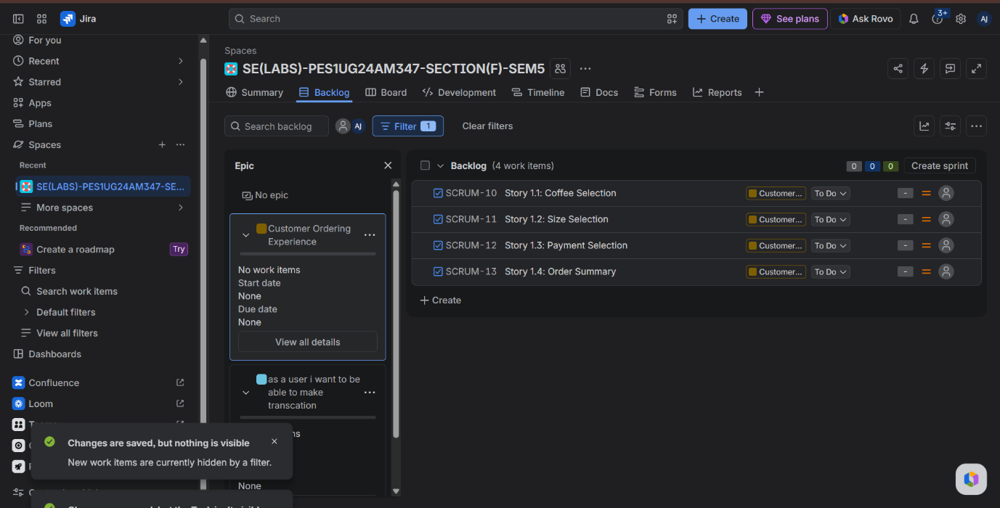 Jira
Search
Create
See plans
Ask Rovo
3+
AJ
For you
Recent
Starred
Apps
Plans
Spaces
Recent
SE(LABS)-PES1UG24AM347-SE...
More spaces
Recommended
Create a roadmap
Try
Filters
Search work items
Default filters
View all filters
Dashboards
Confluence
Loom
Spaces
SE(LABS)-PES1UG24AM347-SECTION(F)-SEM5
Summary
Backlog
Board
Development
Timeline
Docs
Forms
Reports
Search backlog
AJ
Filter
1
Clear filters
Epic
No epic
Customer Ordering
Experience
No work items
Start date
None
Due date
None
View all details
as a user i want to be
able to make
transcation
None
Backlog (4 work items)
0 0 0
Create sprint
SCRUM-10 Story 1.1: Coffee Selection Customer... To Do -
SCRUM-11 Story 1.2: Size Selection Customer... To Do -
SCRUM-12 Story 1.3: Payment Selection Customer... To Do -
SCRUM-13 Story 1.4: Order Summary Customer... To Do -
Create
Changes are saved, but nothing is visible
New work items are currently hidden by a filter.